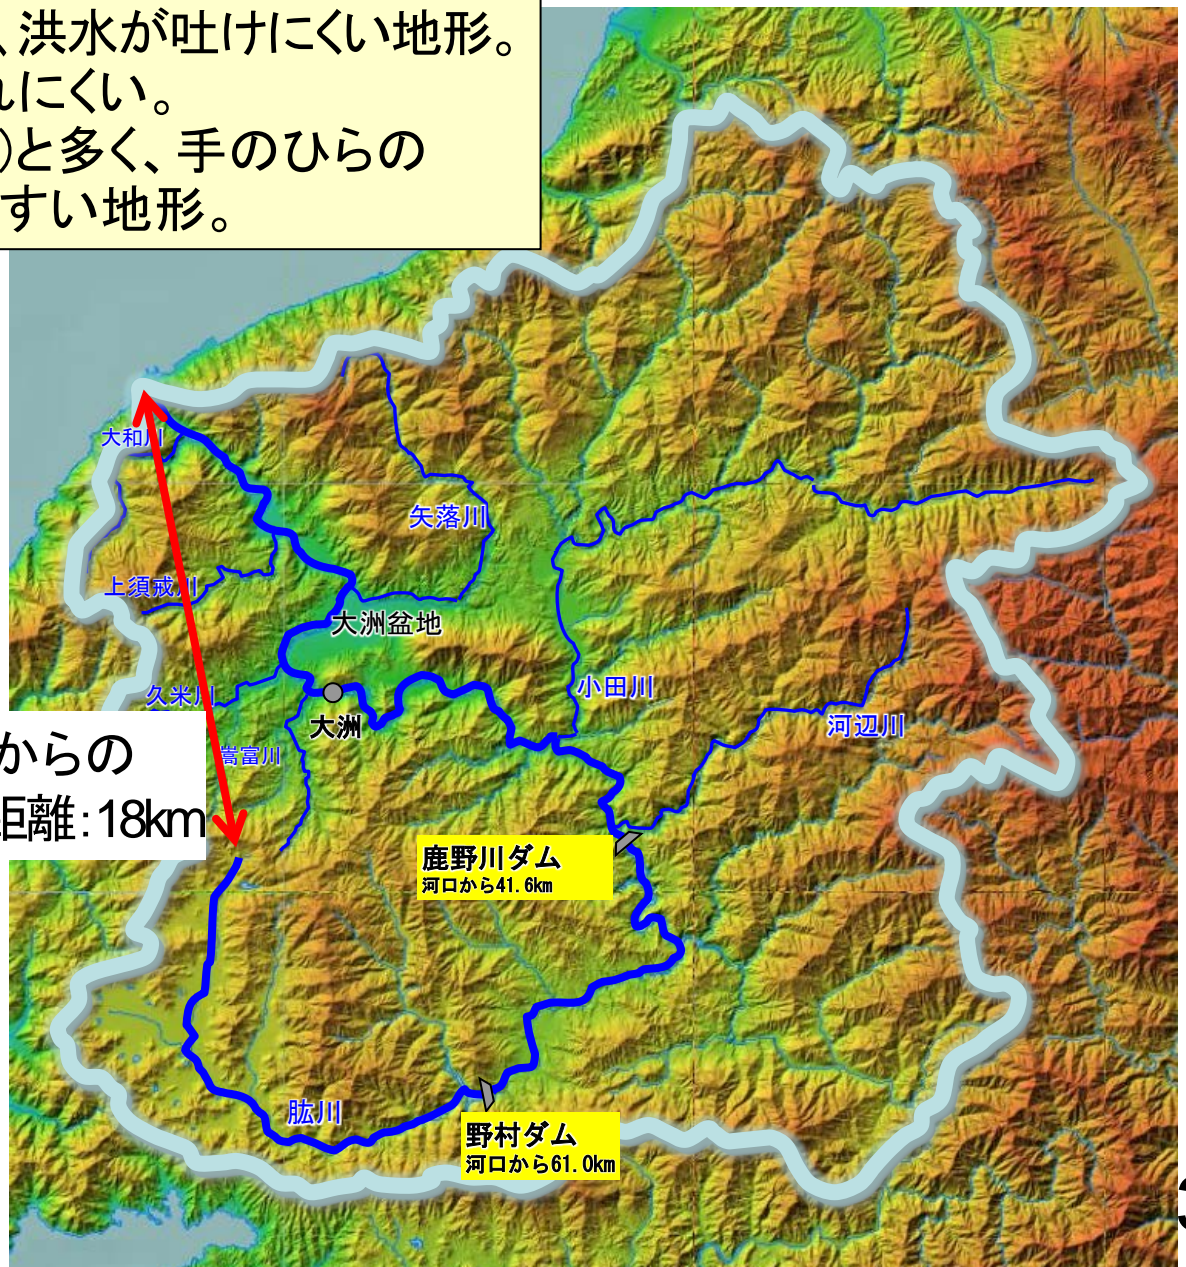 、洪水が吐けにくい地形。
れにくい。
)と多く、手のひらの
すい地形。
大和川
矢落川
上須戒川
大洲盆地
久米川
小田川
大洲
河辺川
からの
嵩富川
距離：18km
鹿野川ダム
河口から41.6km
肱川
野村ダム
河口から61.0km